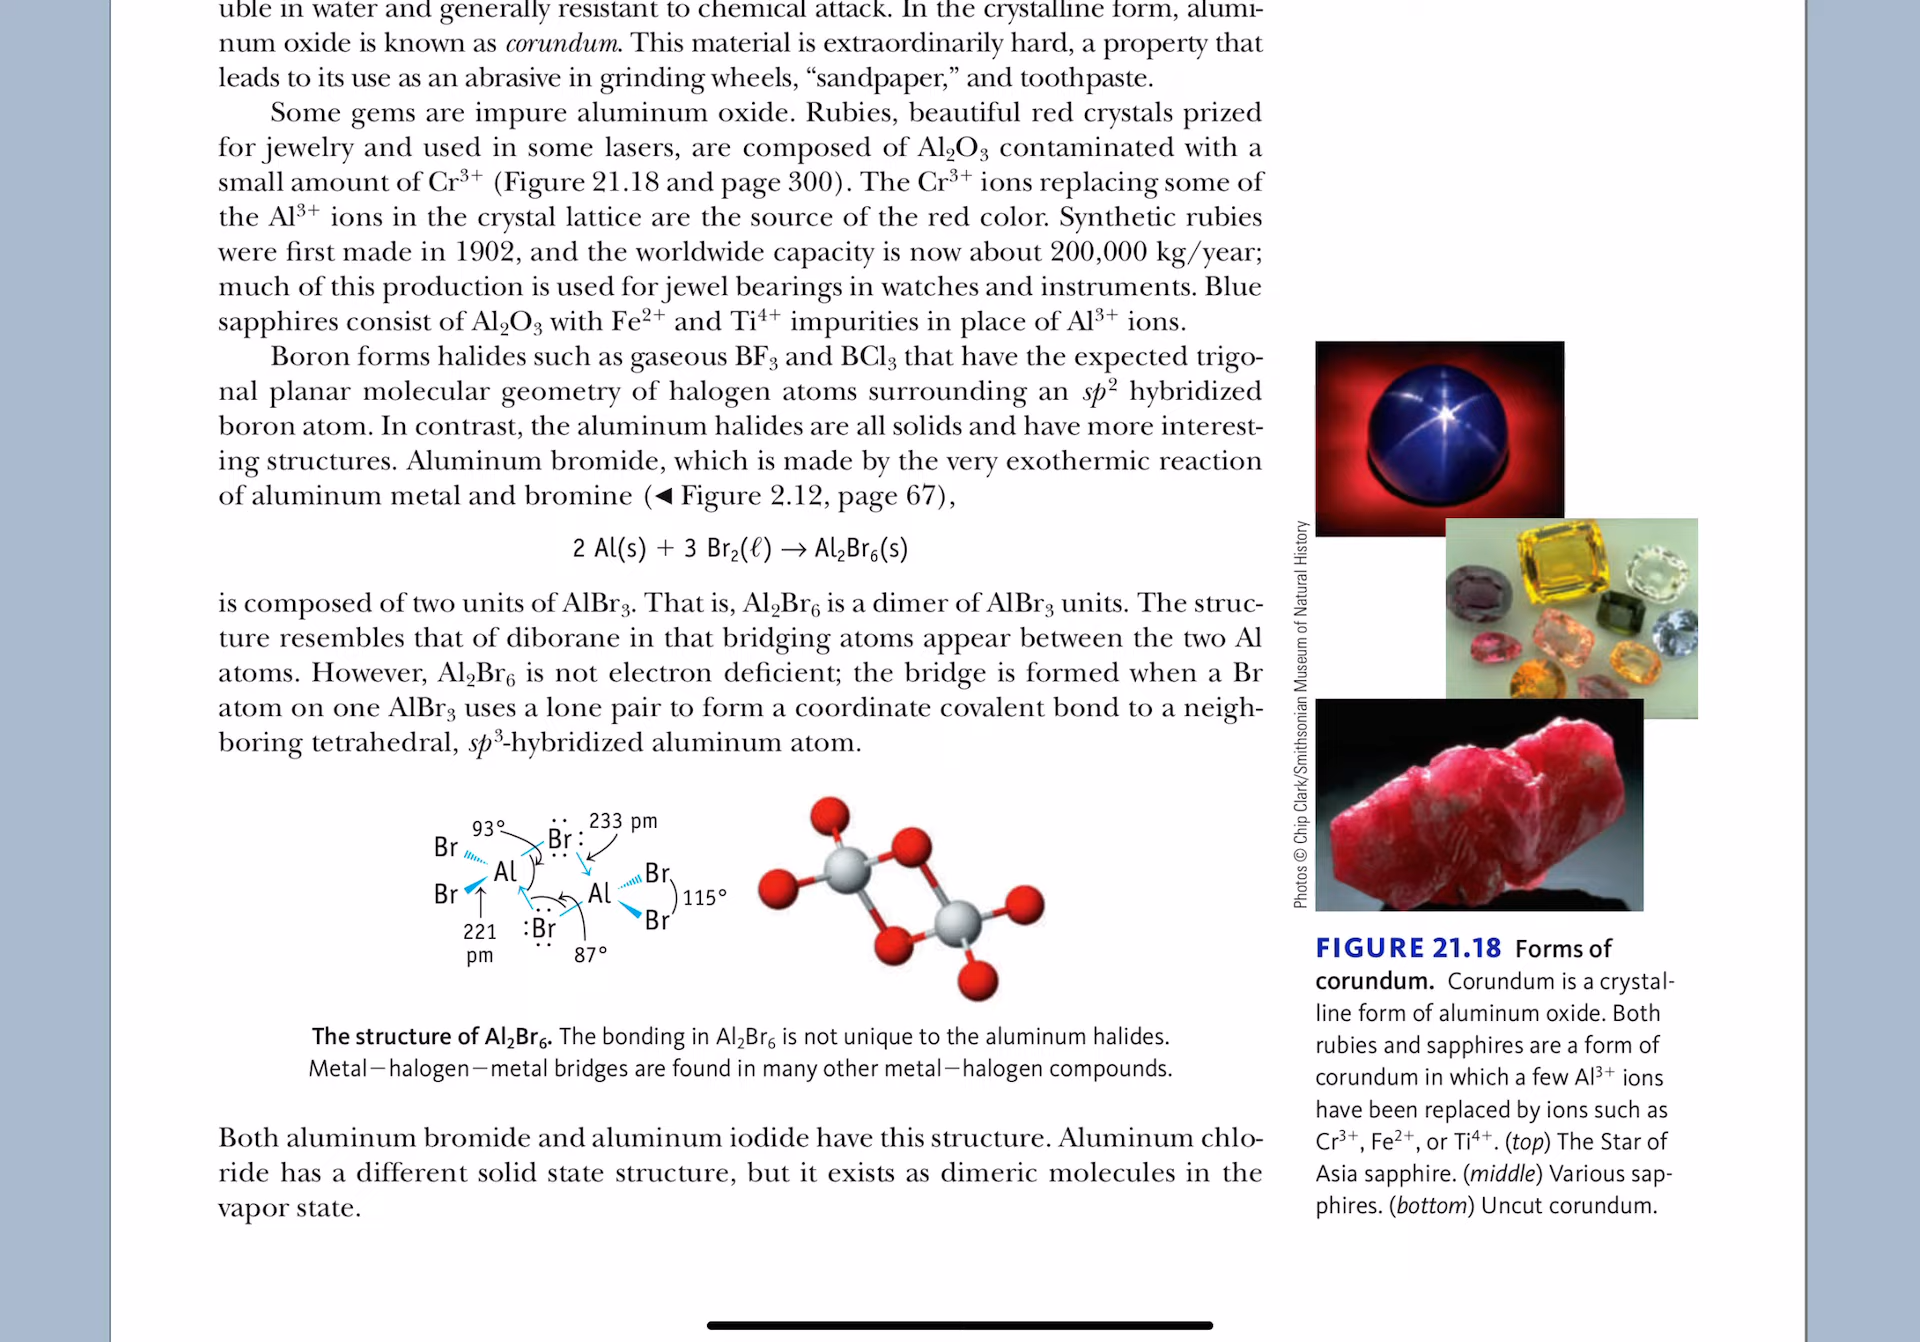 uble in water and generally resistant to chemical attack. In the crystalline form, alumi-
num oxide is known as corundum. This material is extraordinarily hard, a property that
leads to its use as an abrasive in grinding wheels, “sandpaper,” and toothpaste.
Some gems are impure aluminum oxide. Rubies, beautiful red crystals prized
for jewelry and used in some lasers, are composed of Al₂O₃ contaminated with a
small amount of Cr³⁺ (Figure 21.18 and page 300). The Cr³⁺ ions replacing some of
the Al³⁺ ions in the crystal lattice are the source of the red color. Synthetic rubies
were first made in 1902, and the worldwide capacity is now about 200,000 kg/year;
much of this production is used for jewel bearings in watches and instruments. Blue
sapphires consist of Al₂O₃ with Fe²⁺ and Ti⁴⁺ impurities in place of Al³⁺ ions.
Boron forms halides such as gaseous BF₃ and BCl₃ that have the expected trigo-
nal planar molecular geometry of halogen atoms surrounding an sp² hybridized
boron atom. In contrast, the aluminum halides are all solids and have more interest-
ing structures. Aluminum bromide, which is made by the very exothermic reaction
of aluminum metal and bromine (◀ Figure 2.12, page 67),
2 Al(s) + 3 Br₂(ℓ) → Al₂Br₆(s)
is composed of two units of AlBr₃. That is, Al₂Br₆ is a dimer of AlBr₃ units. The struc-
ture resembles that of diborane in that bridging atoms appear between the two Al
atoms. However, Al₂Br₆ is not electron deficient; the bridge is formed when a Br
atom on one AlBr₃ uses a lone pair to form a coordinate covalent bond to a neigh-
boring tetrahedral, sp³-hybridized aluminum atom.
93°
Br:
233 pm
Br
Al
Br
Br
Al
115°
Br
221
pm
:Br
87°
The structure of Al₂Br₆. The bonding in Al₂Br₆ is not unique to the aluminum halides.
Metal–halogen–metal bridges are found in many other metal–halogen compounds.
Both aluminum bromide and aluminum iodide have this structure. Aluminum chlo-
ride has a different solid state structure, but it exists as dimeric molecules in the
vapor state.
Photos © Chip Clark/Smithsonian Museum of Natural History
FIGURE 21.18 Forms of
corundum. Corundum is a crystal-
line form of aluminum oxide. Both
rubies and sapphires are a form of
corundum in which a few Al³⁺ ions
have been replaced by ions such as
Cr³⁺, Fe²⁺, or Ti⁴⁺. (top) The Star of
Asia sapphire. (middle) Various sap-
phires. (bottom) Uncut corundum.